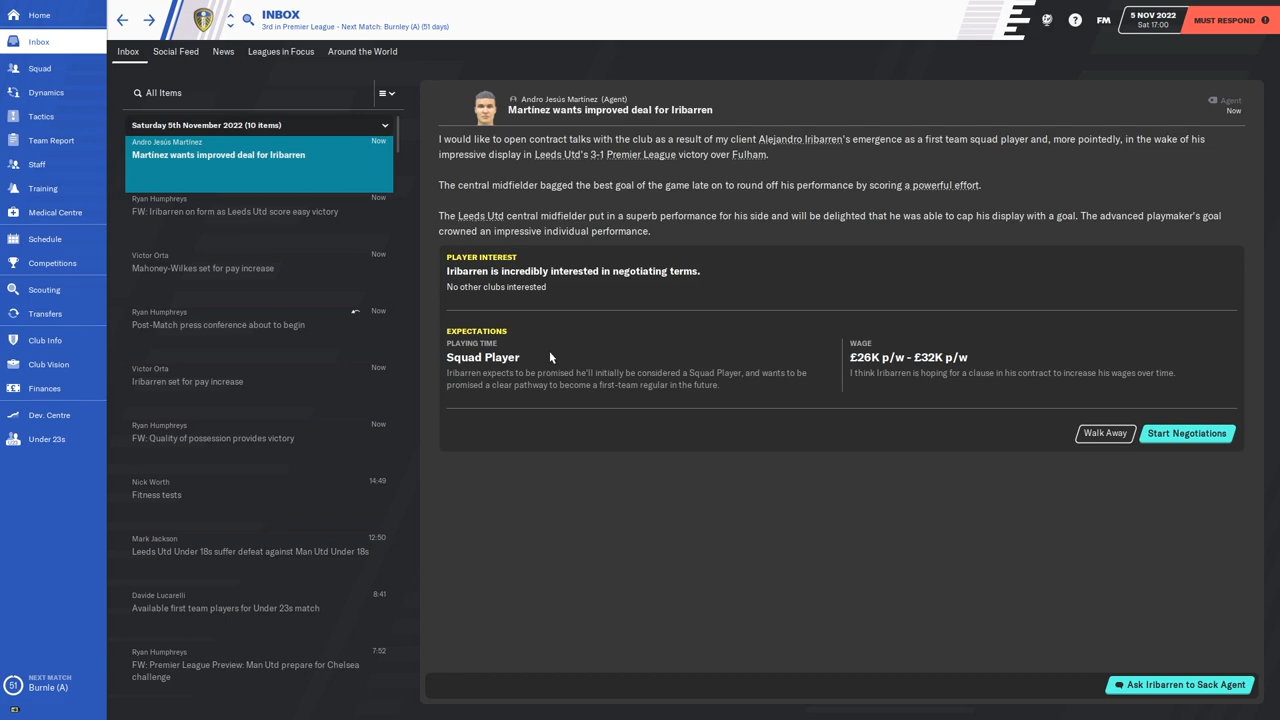 Home
Inbox
Squad
Dynamics
Tactics
Team Report
Staff
Training
Medical Centre
Schedule
Competitions
Scouting
Transfers
Club Info
Club Vision
Finances
Dev. Centre
Under 23s
51
NEXT MATCH
Burnle (A)
INBOX
3rd in Premier League - Next Match: Burnley (A) (51 days)
FM
5 NOV 2022
Sat 17:00
MUST RESPOND
Inbox
Social Feed
News
Leagues in Focus
Around the World
All Items
Saturday 5th November 2022 (10 items)
Andro Jesús Martínez
Now
Martínez wants improved deal for Iribarren
Ryan Humphreys
Now
FW: Iribarren on form as Leeds Utd score easy victory
Victor Orta
Now
Mahoney-Wilkes set for pay increase
Ryan Humphreys
Now
Post-Match press conference about to begin
Victor Orta
Now
Iribarren set for pay increase
Ryan Humphreys
Now
FW: Quality of possession provides victory
Nick Worth
14:49
Fitness tests
Mark Jackson
12:50
Leeds Utd Under 18s suffer defeat against Man Utd Under 18s
Davide Lucarelli
8:41
Available first team players for Under 23s match
Ryan Humphreys
7:52
FW: Premier League Preview: Man Utd prepare for Chelsea
challenge
Andro Jesús Martínez (Agent)
Martínez wants improved deal for Iribarren
Agent
Now
I would like to open contract talks with the club as a result of my client Alejandro Iribarren's emergence as a first team squad player and, more pointedly, in the wake of his
impressive display in Leeds Utd's 3-1 Premier League victory over Fulham.
The central midfielder bagged the best goal of the game late on to round off his performance by scoring a powerful effort.
The Leeds Utd central midfielder put in a superb performance for his side and will be delighted that he was able to cap his display with a goal. The advanced playmaker's goal
crowned an impressive individual performance.
PLAYER INTEREST
Iribarren is incredibly interested in negotiating terms.
No other clubs interested
EXPECTATIONS
PLAYING TIME
Squad Player
Iribarren expects to be promised he'll initially be considered a Squad Player, and wants to be
promised a clear pathway to become a first-team regular in the future.
WAGE
£26K p/w - £32K p/w
I think Iribarren is hoping for a clause in his contract to increase his wages over time.
Walk Away
Start Negotiations
Ask Iribarren to Sack Agent